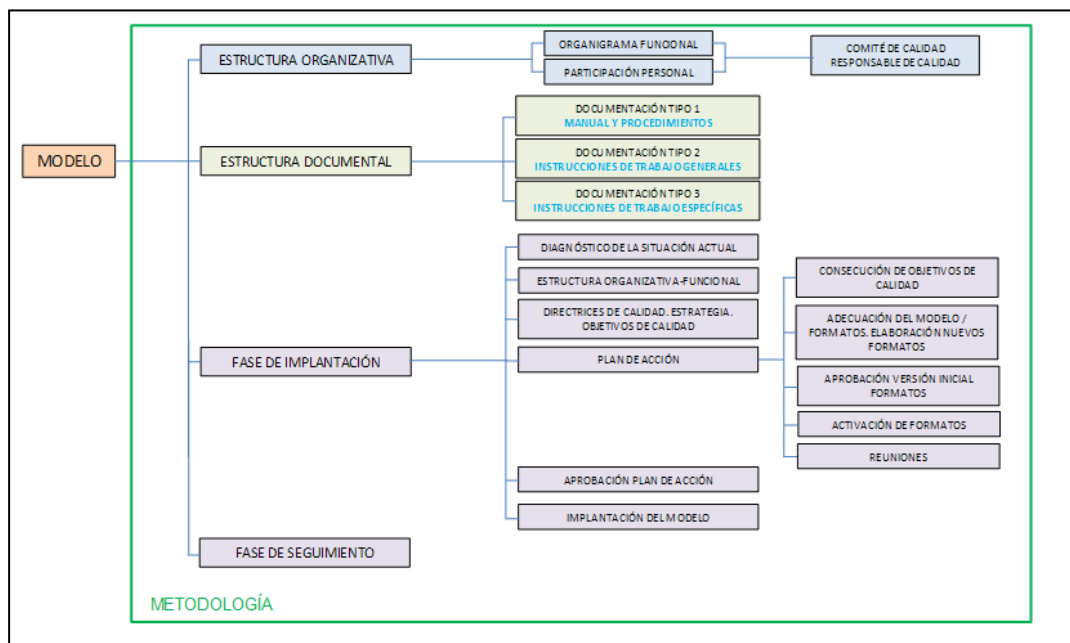 MODELO
ESTRUCTURA ORGANIZATIVA
ORGANIGRAMA FUNCIONAL
PARTICIPACIÓN PERSONAL
COMITÉ DE CALIDAD
RESPONSABLE DE CALIDAD
ESTRUCTURA DOCUMENTAL
DOCUMENTACIÓN TIPO 1
MANUAL Y PROCEDIMIENTOS
DOCUMENTACIÓN TIPO 2
INSTRUCCIONES DE TRABAJO GENERALES
DOCUMENTACIÓN TIPO 3
INSTRUCCIONES DE TRABAJO ESPECÍFICAS
FASE DE IMPLANTACIÓN
DIAGNÓSTICO DE LA SITUACIÓN ACTUAL
ESTRUCTURA ORGANIZATIVA-FUNCIONAL
DIRECTRICES DE CALIDAD. ESTRATEGIA.
OBJETIVOS DE CALIDAD
PLAN DE ACCIÓN
CONSECUCIÓN DE OBJETIVOS DE
CALIDAD
ADECUACIÓN DEL MODELO /
FORMATOS. ELABORACIÓN NUEVOS
FORMATOS
APROBACIÓN VERSIÓN INICIAL
FORMATOS
ACTIVACIÓN DE FORMATOS
REUNIONES
APROBACIÓN PLAN DE ACCIÓN
IMPLANTACIÓN DEL MODELO
FASE DE SEGUIMIENTO
METODOLOGÍA